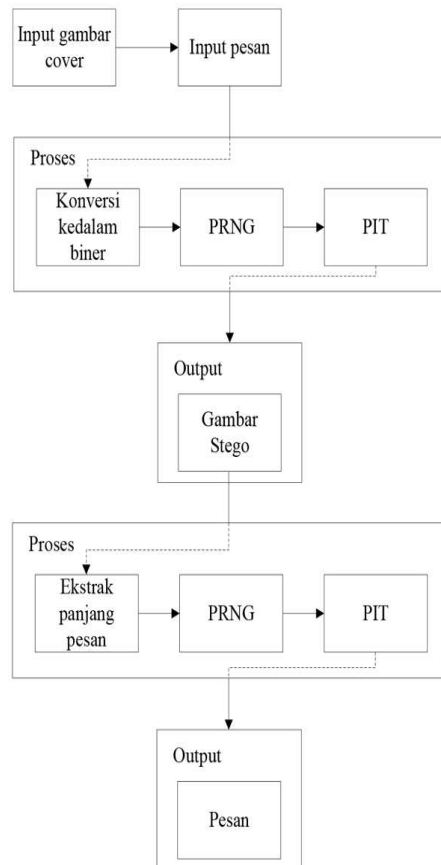 Input gambar
cover
Input pesan
Proses
Konversi
kedalam
biner
PRNG
PIT
Output
Gambar
Stego
Proses
Ekstrak
panjang
pesan
PRNG
PIT
Output
Pesan